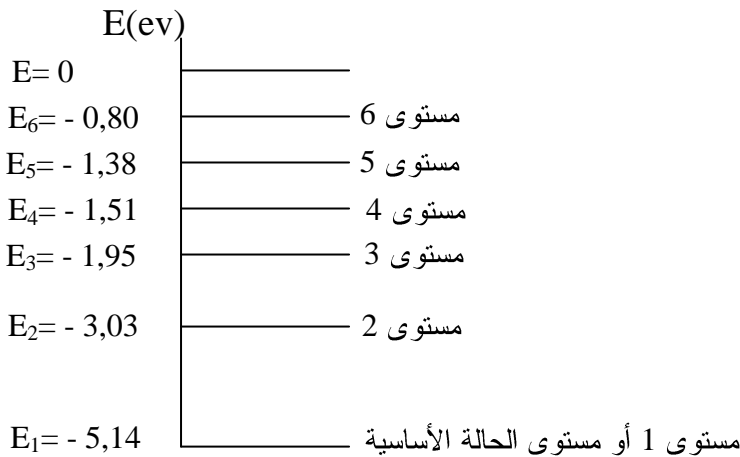 E(ev)
E= 0
E₆= - 0,80 مستوى 6
E₅= - 1,38 مستوى 5
E₄= - 1,51 مستوى 4
E₃= - 1,95 مستوى 3
E₂= - 3,03 مستوى 2
E₁= - 5,14 مستوى 1 أو مستوى الحالة الأساسية